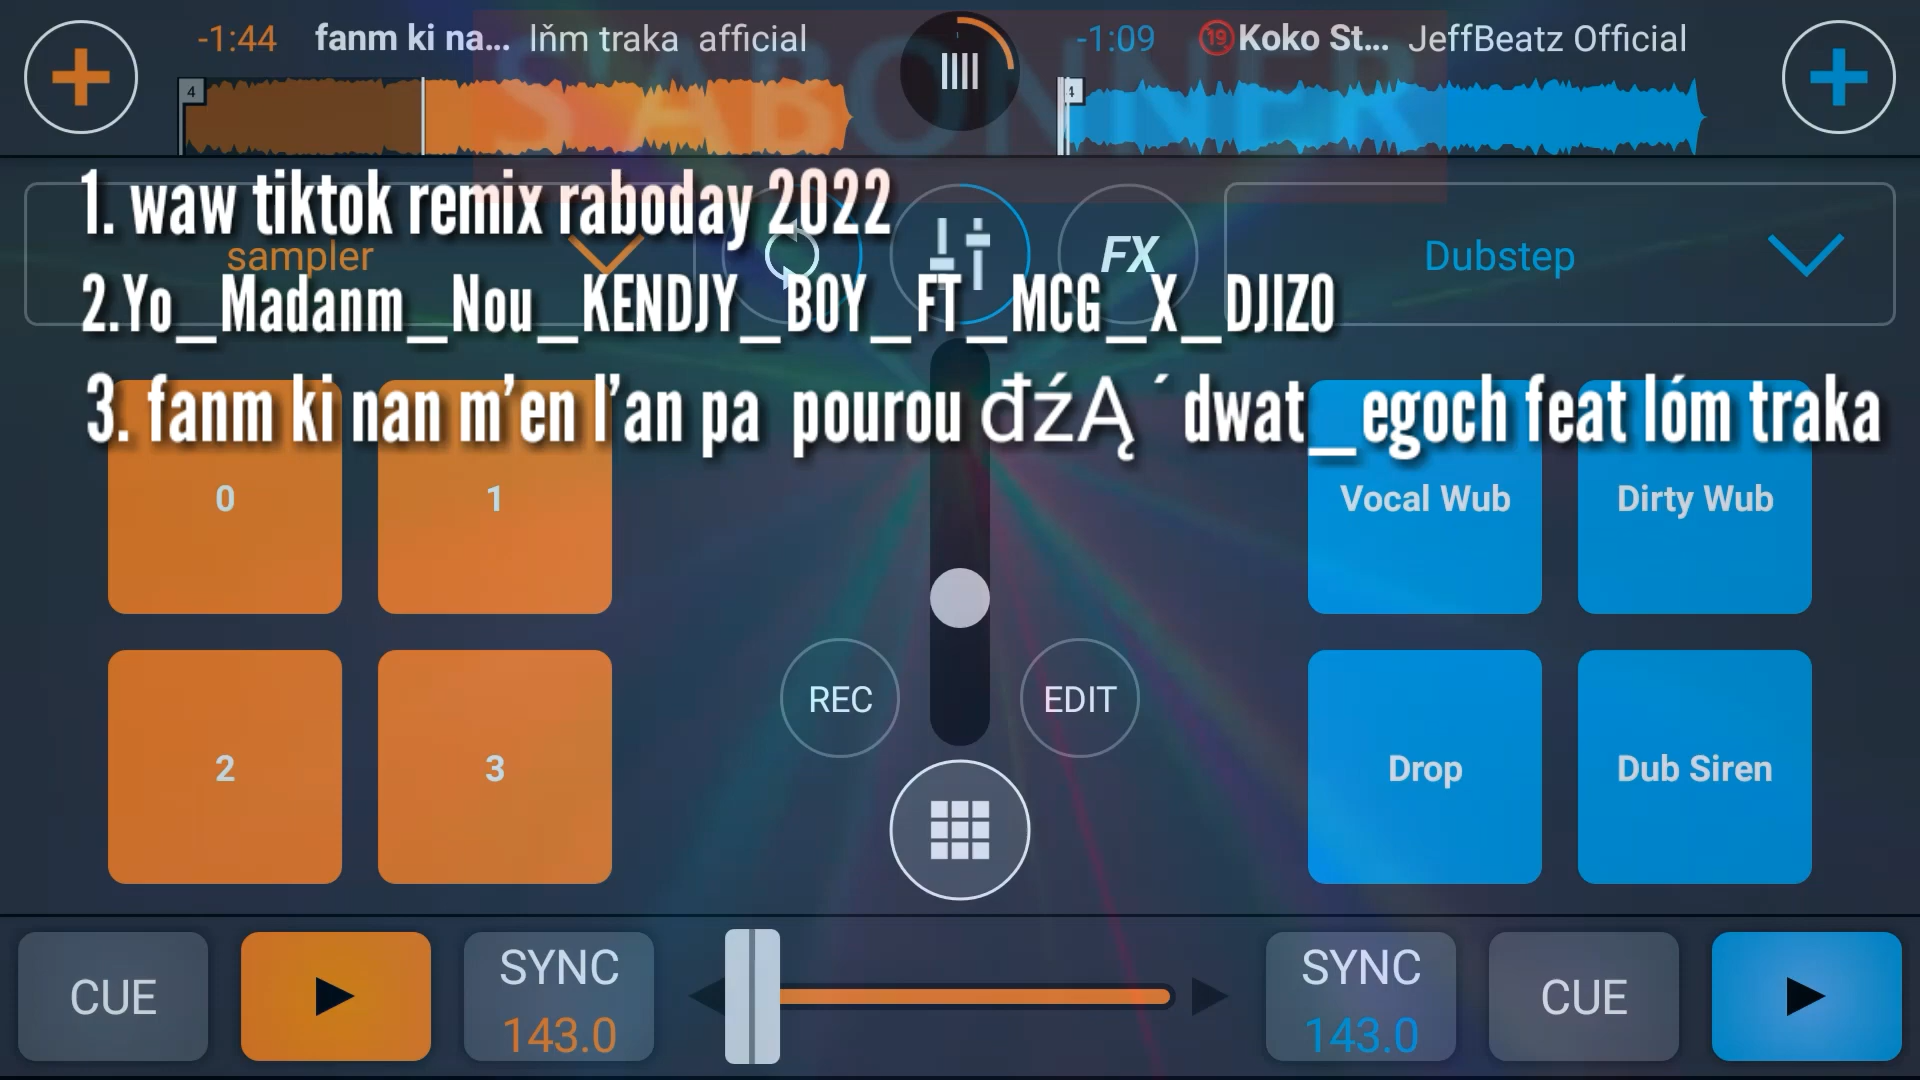 -1:44 fanm ki na... lňm traka afficial
-1:09 🔞Koko St... JeffBeatz Official
4
4
S'ABONNER
1. waw tiktok remix raboday 2022
sampler
FX
Dubstep
2.Yo_Madanm_Nou_KENDJY_BOY_FT_MCG_X_DJIZO
3. fanm ki nan m'en l'an pa pourou đźĄ ´ dwat_egoch feat lóm traka
0
1
Vocal Wub
Dirty Wub
REC
EDIT
2
3
Drop
Dub Siren
CUE
SYNC
143.0
SYNC
143.0
CUE